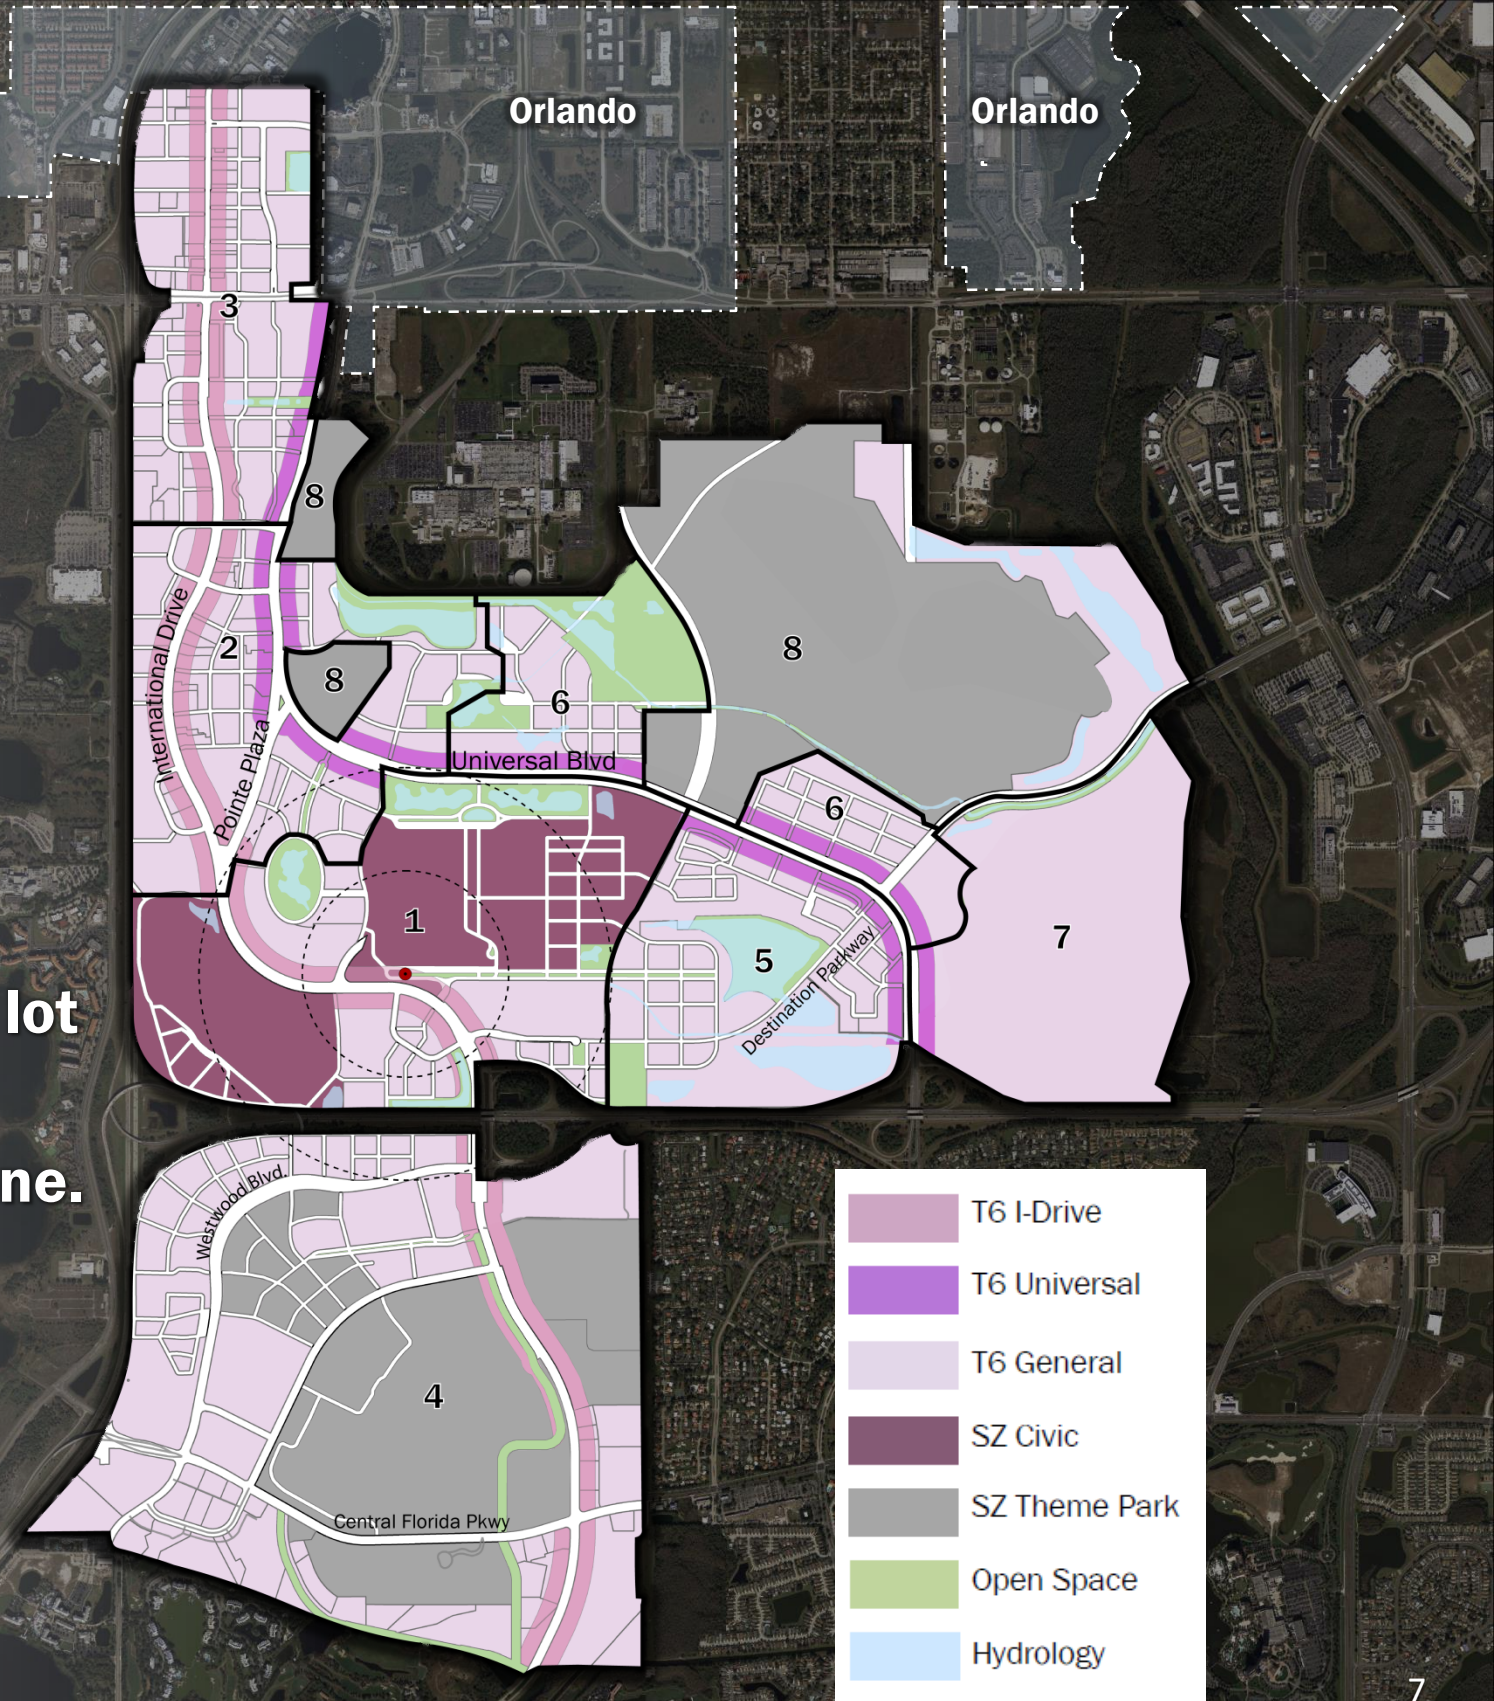 Orlando
Orlando
3
8
International Drive
2
8
8
6
Pointe Plaza
Universal Blvd
6
1
7
5
Destination Parkway
lot
ne.
Westwood Blvd.
4
Central Florida Pkwy
T6 I-Drive
T6 Universal
T6 General
SZ Civic
SZ Theme Park
Open Space
Hydrology
7